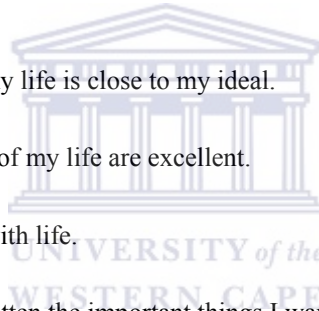 y life is close to my ideal.
of my life are excellent.
ith life.
UNIVERSITY of the
WESTERN CAPE
tten the important things I wa